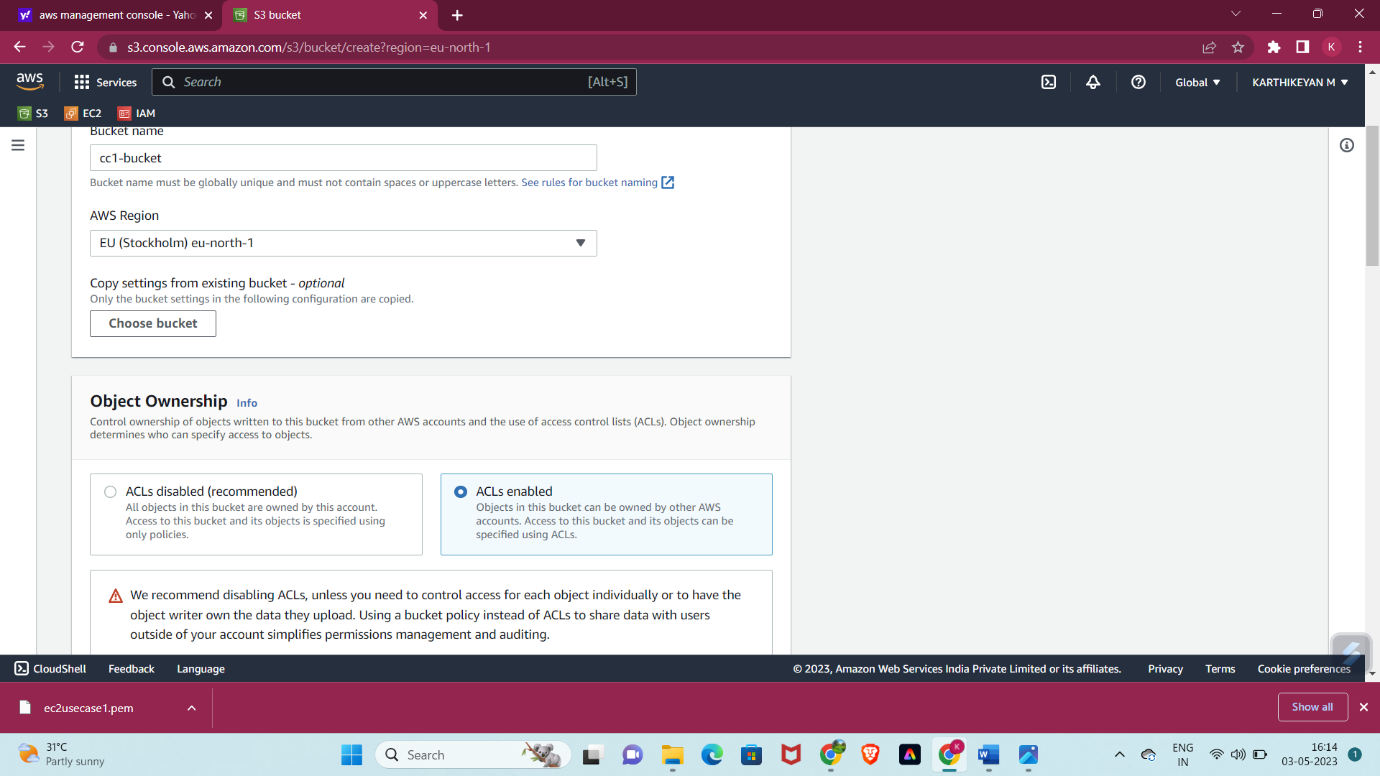 aws management console - Yaho
S3 bucket
s3.console.aws.amazon.com/s3/bucket/create?region=eu-north-1
K
aws
Services
Search
[Alt+S]
Global
KARTHIKEYAN M
S3
EC2
IAM
Bucket name
cc1-bucket
Bucket name must be globally unique and must not contain spaces or uppercase letters. See rules for bucket naming
AWS Region
EU (Stockholm) eu-north-1
Copy settings from existing bucket - optional
Only the bucket settings in the following configuration are copied.
Choose bucket
Object Ownership Info
Control ownership of objects written to this bucket from other AWS accounts and the use of access control lists (ACLs). Object ownership
determines who can specify access to objects.
ACLs disabled (recommended)
All objects in this bucket are owned by this account.
Access to this bucket and its objects is specified using
only policies.
ACLs enabled
Objects in this bucket can be owned by other AWS
accounts. Access to this bucket and its objects can be
specified using ACLs.
We recommend disabling ACLs, unless you need to control access for each object individually or to have the
object writer own the data they upload. Using a bucket policy instead of ACLs to share data with users
outside of your account simplifies permissions management and auditing.
CloudShell
Feedback
Language
© 2023, Amazon Web Services India Private Limited or its affiliates.
Privacy
Terms
Cookie preferences
ec2usecase1.pem
Show all
31°C
Partly sunny
Search
ENG
IN
16:14
03-05-2023
1